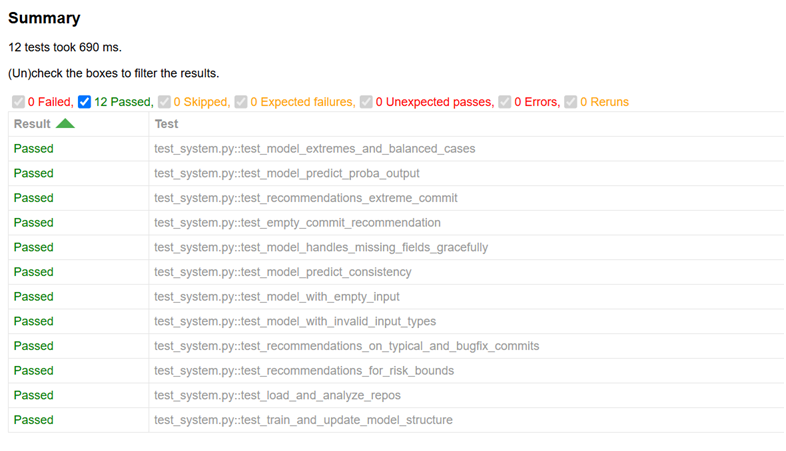 Summary
12 tests took 690 ms.
(Un)check the boxes to filter the results.
0 Failed, 12 Passed, 0 Skipped, 0 Expected failures, 0 Unexpected passes, 0 Errors, 0 Reruns
Result Test
Passed test_system.py::test_model_extremes_and_balanced_cases
Passed test_system.py::test_model_predict_proba_output
Passed test_system.py::test_recommendations_extreme_commit
Passed test_system.py::test_empty_commit_recommendation
Passed test_system.py::test_model_handles_missing_fields_gracefully
Passed test_system.py::test_model_predict_consistency
Passed test_system.py::test_model_with_empty_input
Passed test_system.py::test_model_with_invalid_input_types
Passed test_system.py::test_recommendations_on_typical_and_bugfix_commits
Passed test_system.py::test_recommendations_for_risk_bounds
Passed test_system.py::test_load_and_analyze_repos
Passed test_system.py::test_train_and_update_model_structure